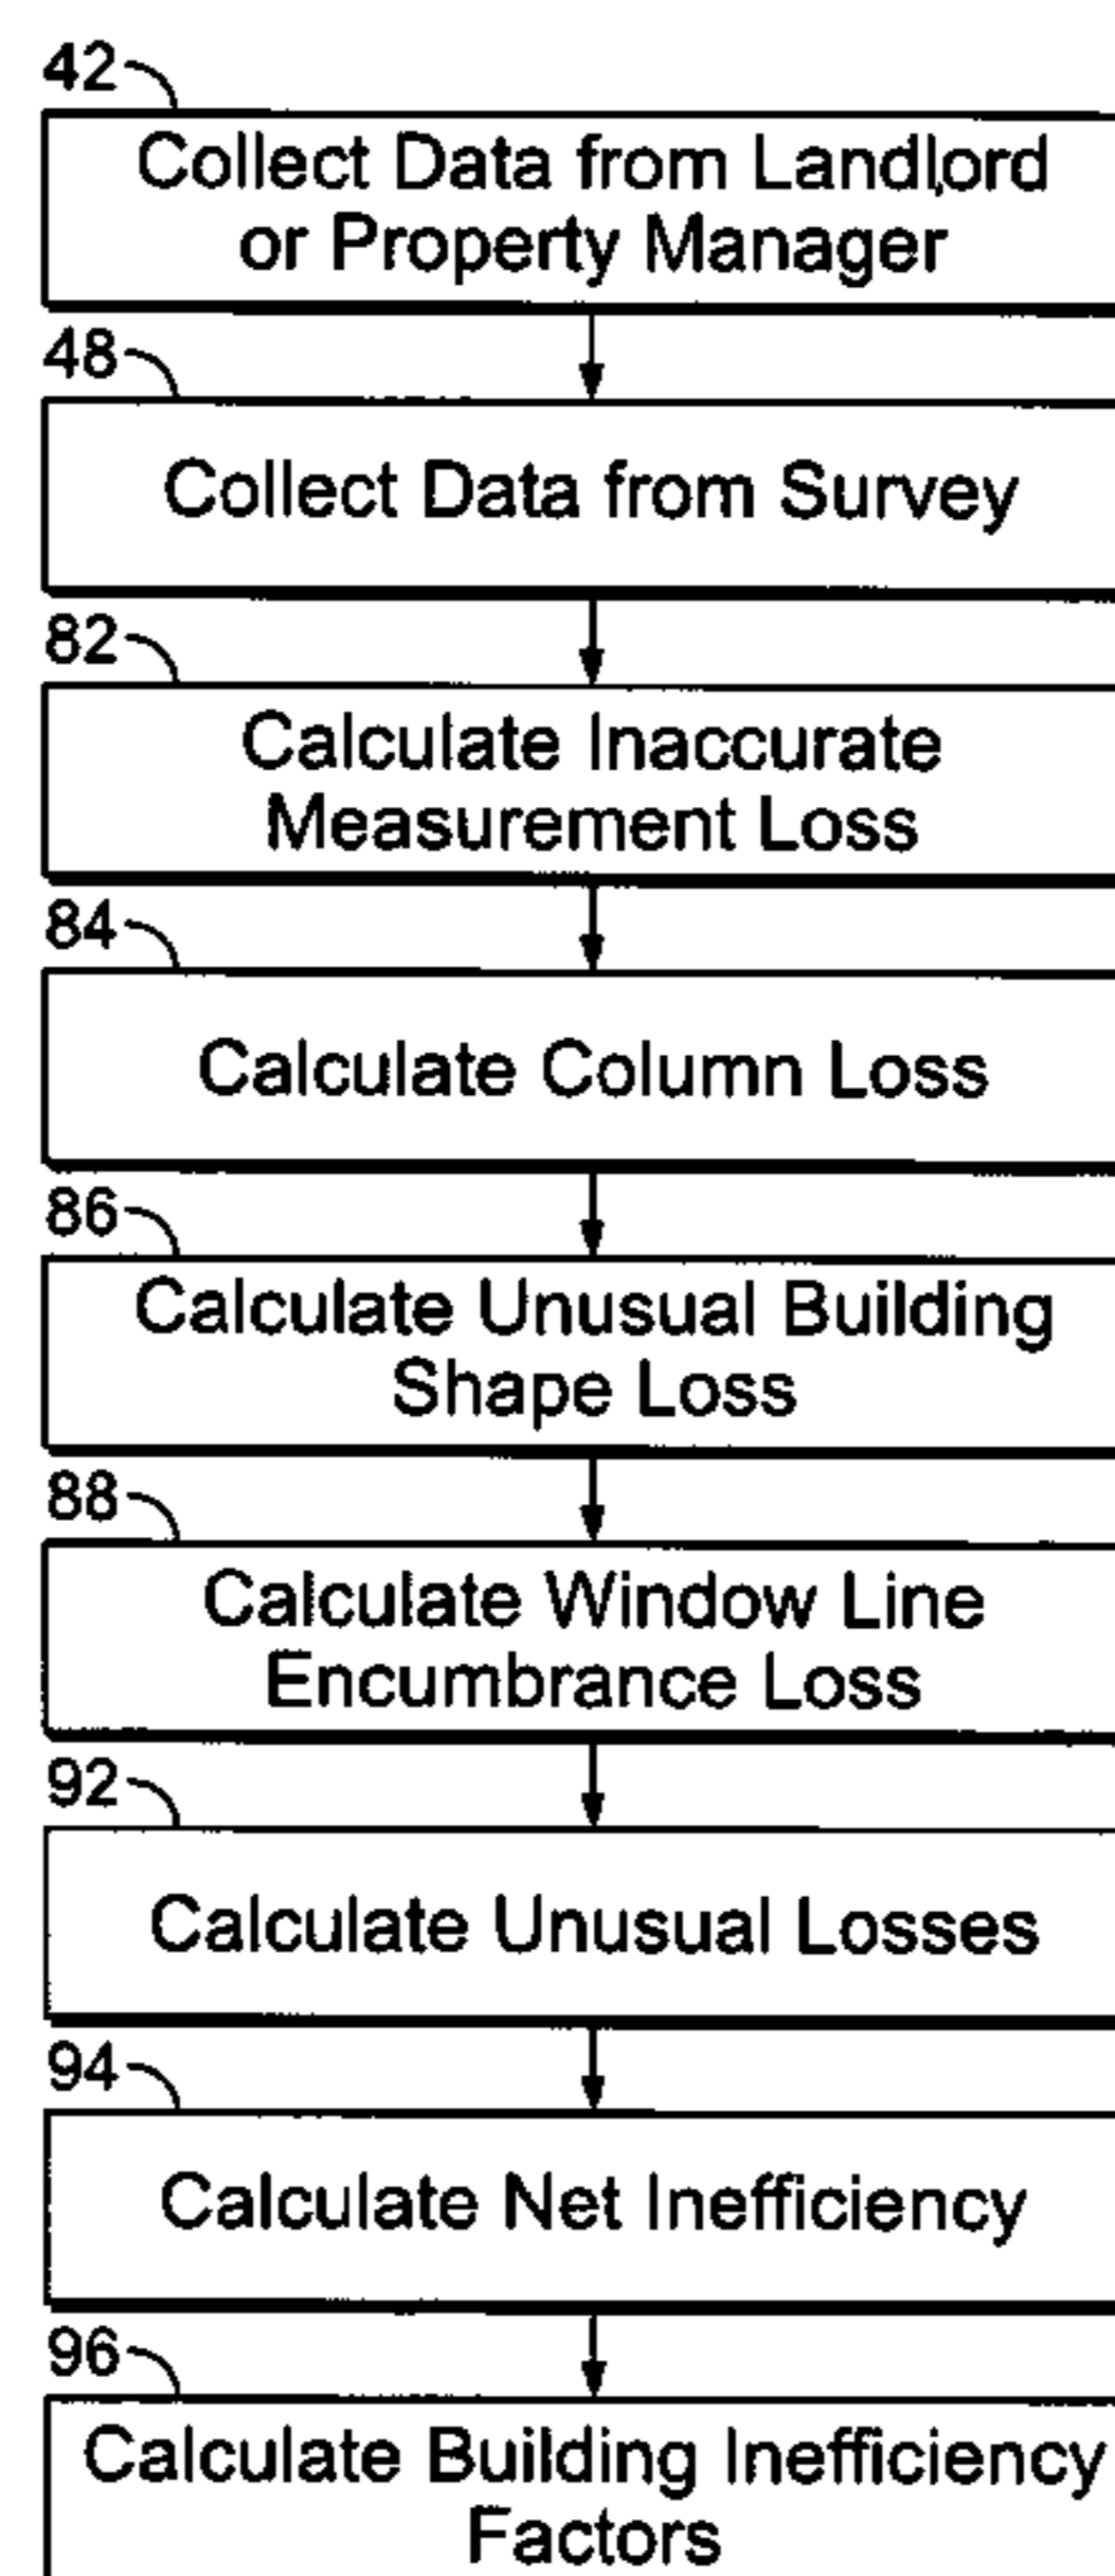 42
Collect Data from Landlord
or Property Manager
48
Collect Data from Survey
82
Calculate Inaccurate
Measurement Loss
84
Calculate Column Loss
86
Calculate Unusual Building
Shape Loss
88
Calculate Window Line
Encumbrance Loss
92
Calculate Unusual Losses
94
Calculate Net Inefficiency
96
Calculate Building Inefficiency
Factors